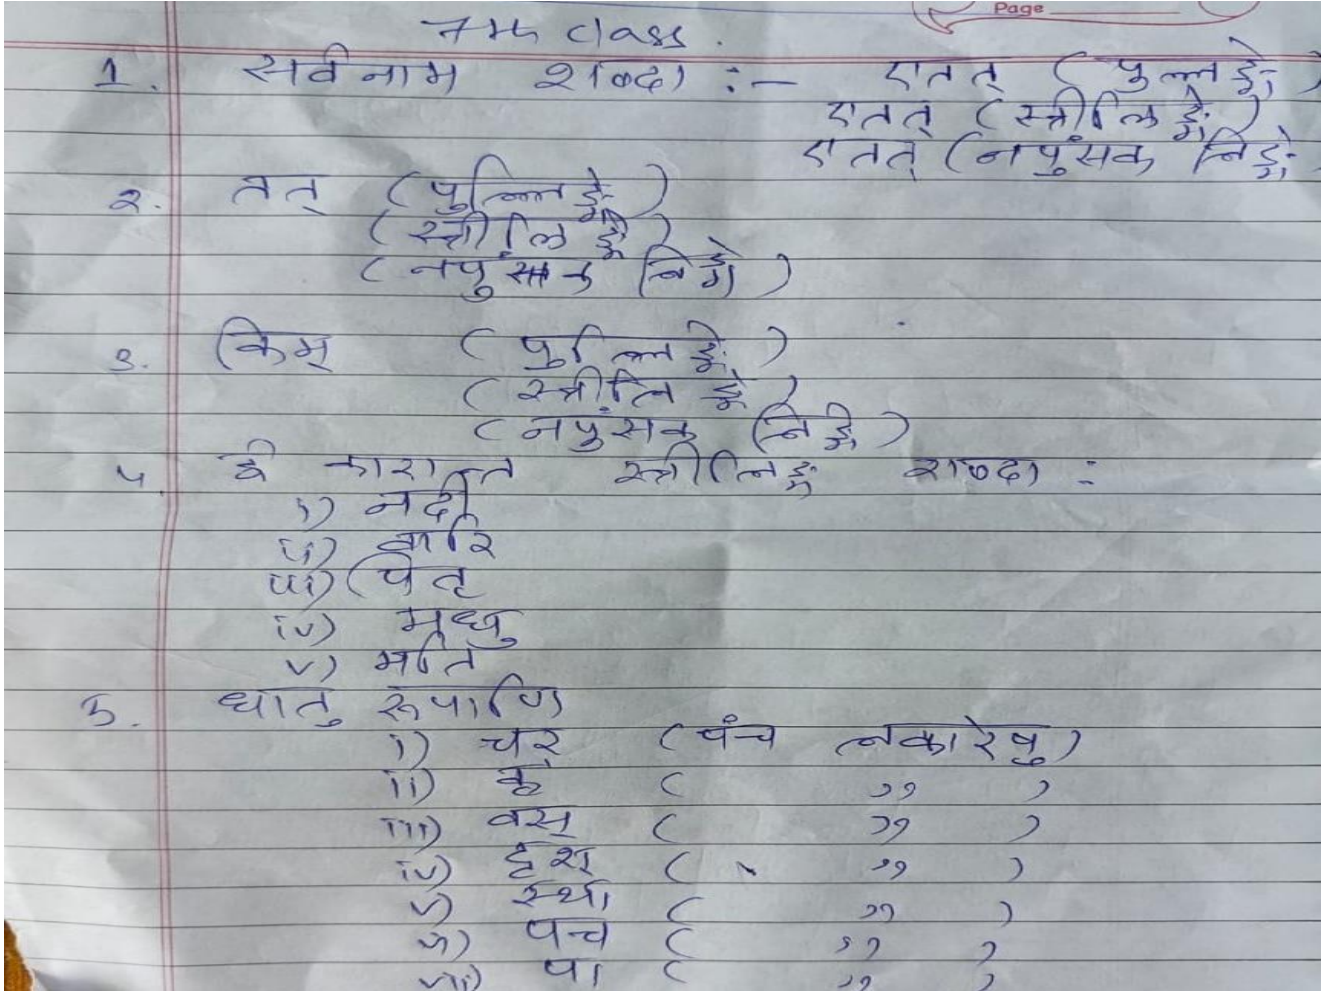 Page
7th class.
1. सर्वनाम शब्दा :- एतत् (पुल्लिङ्गे)
एतत् (स्त्रीलिङ्गे)
एतत् (नपुंसक लिङ्गे
2. तत् (पुल्लिङ्गे)
(स्त्रीलिङ्गे)
(नपुंसक लिङ्गे)
3. किम् (पुल्लिङ्गे)
(स्त्रीलिङ्गे)
(नपुंसक लिङ्गे)
4 ई कारान्त स्त्रीलिङ्ग शब्दा :
i) नदी
ii) वारि
iii) पितृ
iv) मधु
v) मति
5. धातु रूपाणि
i) चर (पंच लकारेषु)
ii) कृ ( ,, )
iii) वस् ( ,, )
iv) दृश ( ,, )
v) स्था ( ,, )
vi) पच ( ,, )
vii) पा ( ,, )